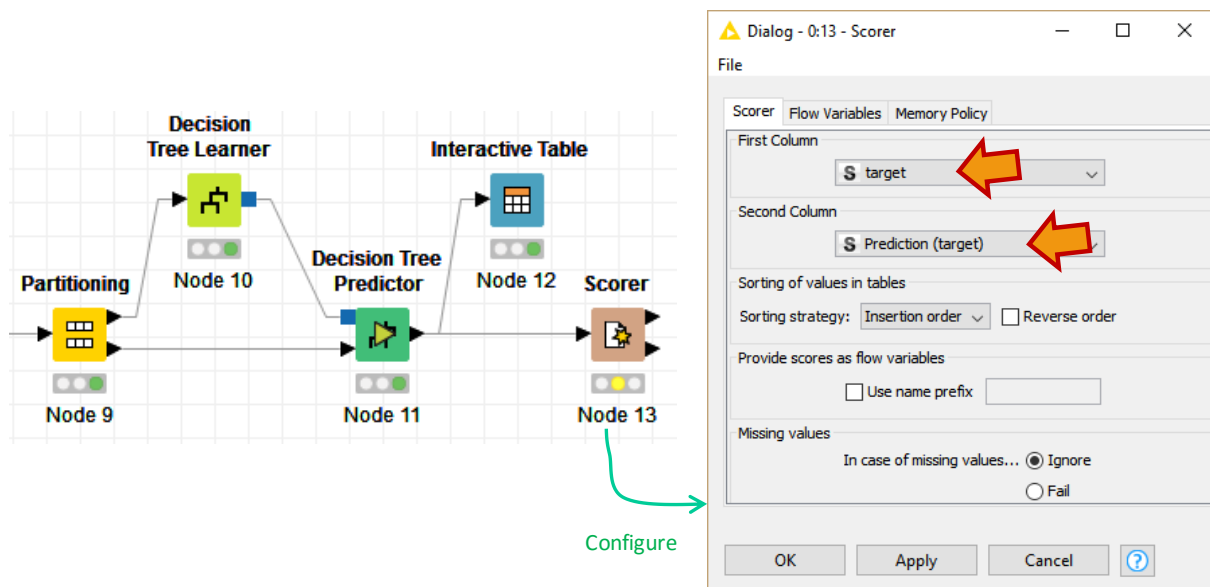 Decision
Tree Learner
Interactive Table
Decision Tree
Predictor
Partitioning
Node 10
Node 12
Scorer
Node 9
Node 11
Node 13
Configure
Dialog - 0:13 - Scorer
File
Scorer Flow Variables Memory Policy
First Column
S target
Second Column
S Prediction (target)
Sorting of values in tables
Sorting strategy: Insertion order Reverse order
Provide scores as flow variables
Use name prefix
Missing values
In case of missing values... Ignore
Fail
OK Apply Cancel ?